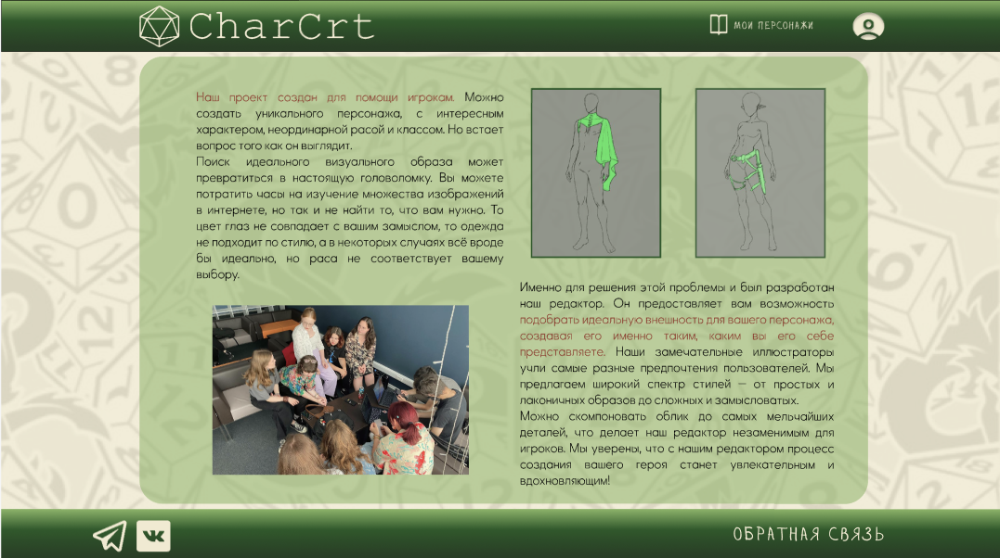 CharCrt
МОИ ПЕРСОНАЖИ
Наш проект создан для помощи игрокам. Можно
создать уникального персонажа, с интересным
характером, неординарной расой и классом. Но встает
вопрос того как он выглядит.
Поиск идеального визуального образа может
превратиться в настоящую головоломку. Вы можете
потратить часы на изучение множества изображений
в интернете, но так и не найти то, что вам нужно. То
цвет глаз не совпадает с вашим замыслом, то одежда
не подходит по стилю, а в некоторых случаях всё вроде
бы идеально, но раса не соответствует вашему
выбору.
Именно для решения этой проблемы и был разработан
наш редактор. Он предоставляет вам возможность
подобрать идеальную внешность для вашего персонажа,
создавая его именно таким, каким вы его себе
представляете. Наши замечательные иллюстраторы
учли самые разные предпочтения пользователей. Мы
предлагаем широкий спектр стилей — от простых и
лаконичных образов до сложных и замысловатых.
Можно скомпоновать облик до самых мельчайших
деталей, что делает наш редактор незаменимым для
игроков. Мы уверены, что с нашим редактором процесс
создания вашего героя станет увлекательным и
вдохновляющим!
ОБРАТНАЯ СВЯЗЬ